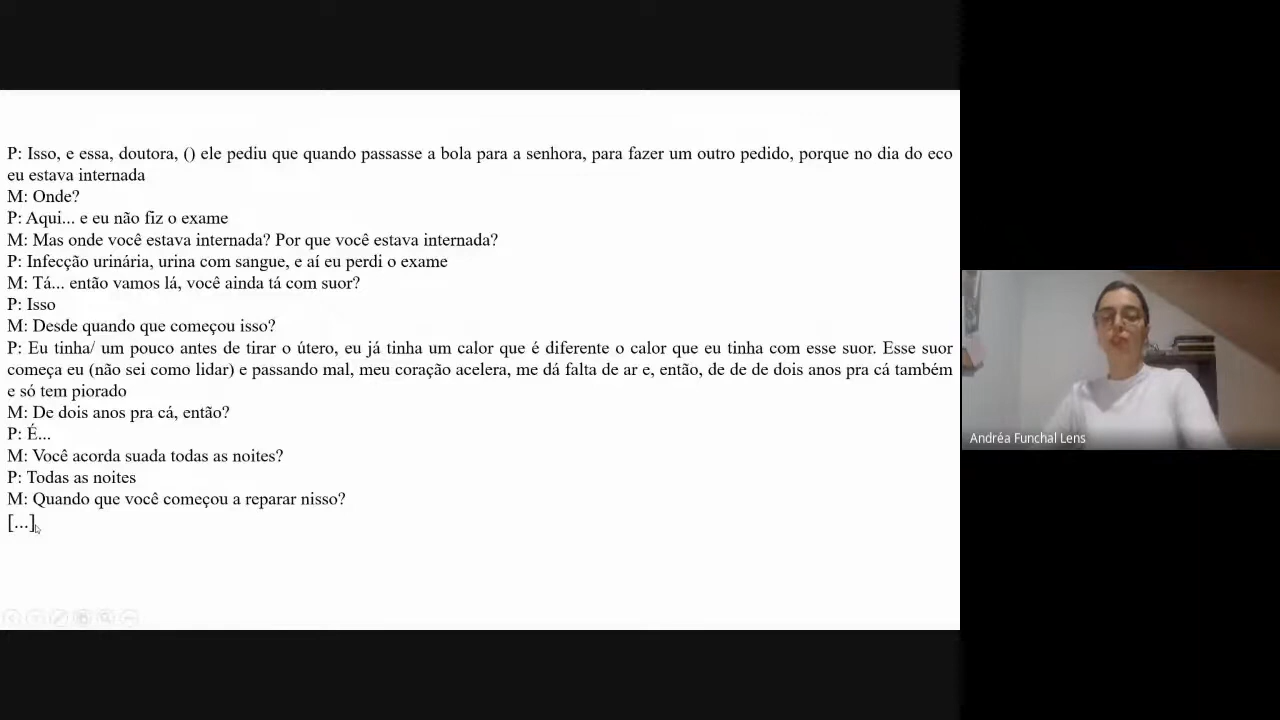 P: Isso, e essa, doutora, () ele pediu que quando passasse a bola para a senhora, para fazer um outro pedido, porque no dia do eco
eu estava internada
M: Onde?
P: Aqui... e eu não fiz o exame
M: Mas onde você estava internada? Por que você estava internada?
P: Infecção urinária, urina com sangue, e aí eu perdi o exame
M: Tá... então vamos lá, você ainda tá com suor?
P: Isso
M: Desde quando que começou isso?
P: Eu tinha/ um pouco antes de tirar o útero, eu já tinha um calor que é diferente o calor que eu tinha com esse suor. Esse suor
começa eu (não sei como lidar) e passando mal, meu coração acelera, me dá falta de ar e, então, de de de dois anos pra cá também
e só tem piorado
M: De dois anos pra cá, então?
P: É...
M: Você acorda suada todas as noites?
P: Todas as noites
M: Quando que você começou a reparar nisso?
[...]
Andréa Funchal Lens